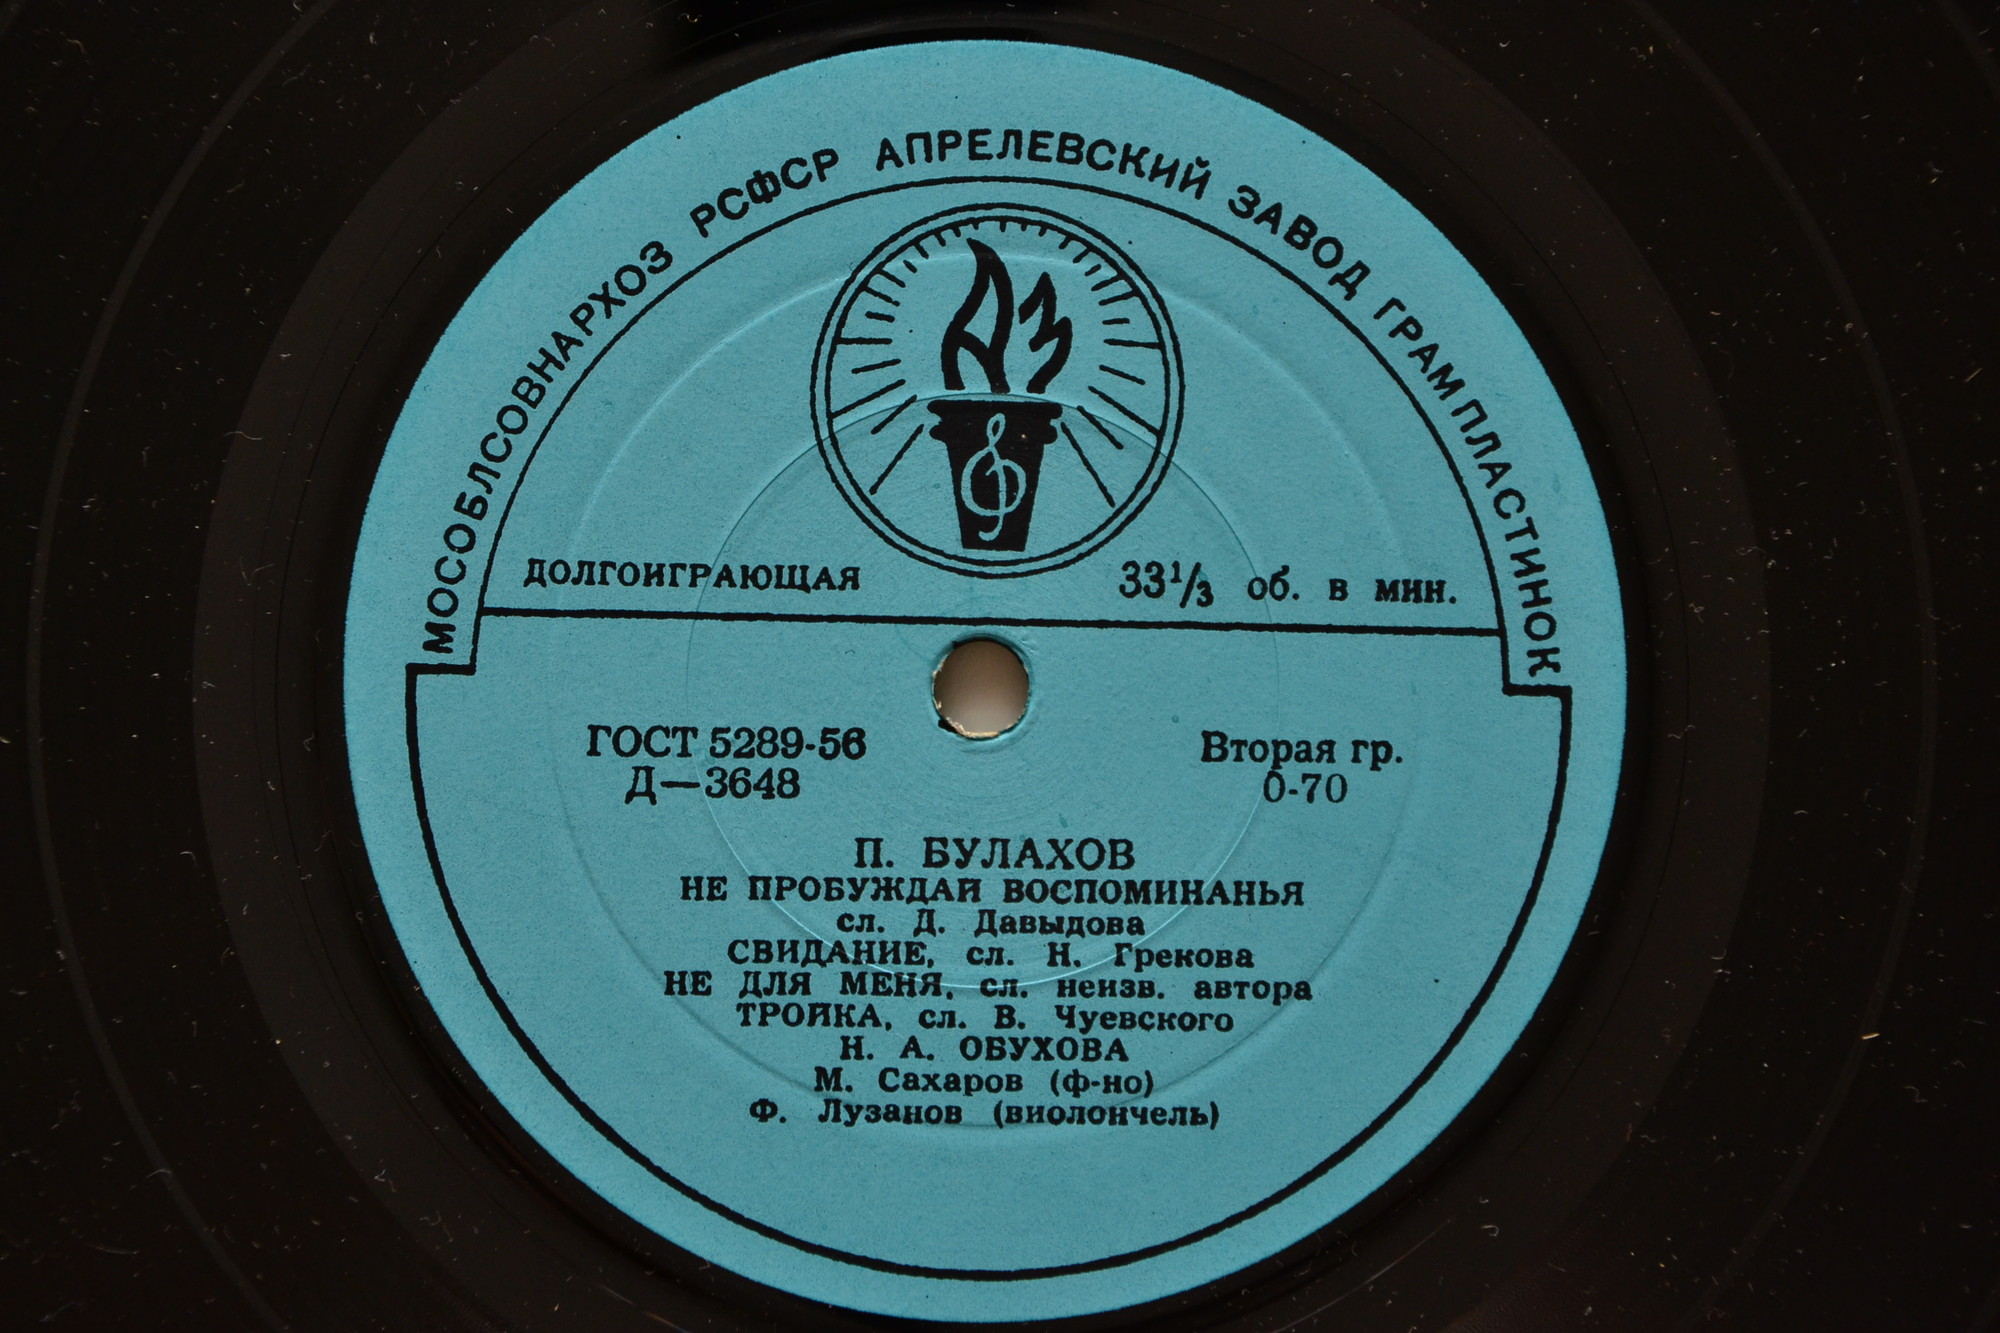 МОСОБЛСОВНАРХОЗ РСФСР АПРЕЛЕВСКИЙ ЗАВОД ГРАМПЛАСТИНОК
АЗ
ДОЛГОИГРАЮЩАЯ 33⅓ об. в мин.
ГОСТ 5289-56 Вторая гр.
Д—3648 0-70
П. БУЛАХОВ
НЕ ПРОБУЖДАЙ ВОСПОМИНАНЬЯ
сл. Д. Давыдова
СВИДАНИЕ, сл. Н. Грекова
НЕ ДЛЯ МЕНЯ, сл. неизв. автора
ТРОЙКА, сл. В. Чуевского
Н. А. ОБУХОВА
М. Сахаров (ф-но)
Ф. Лузанов (виолончель)